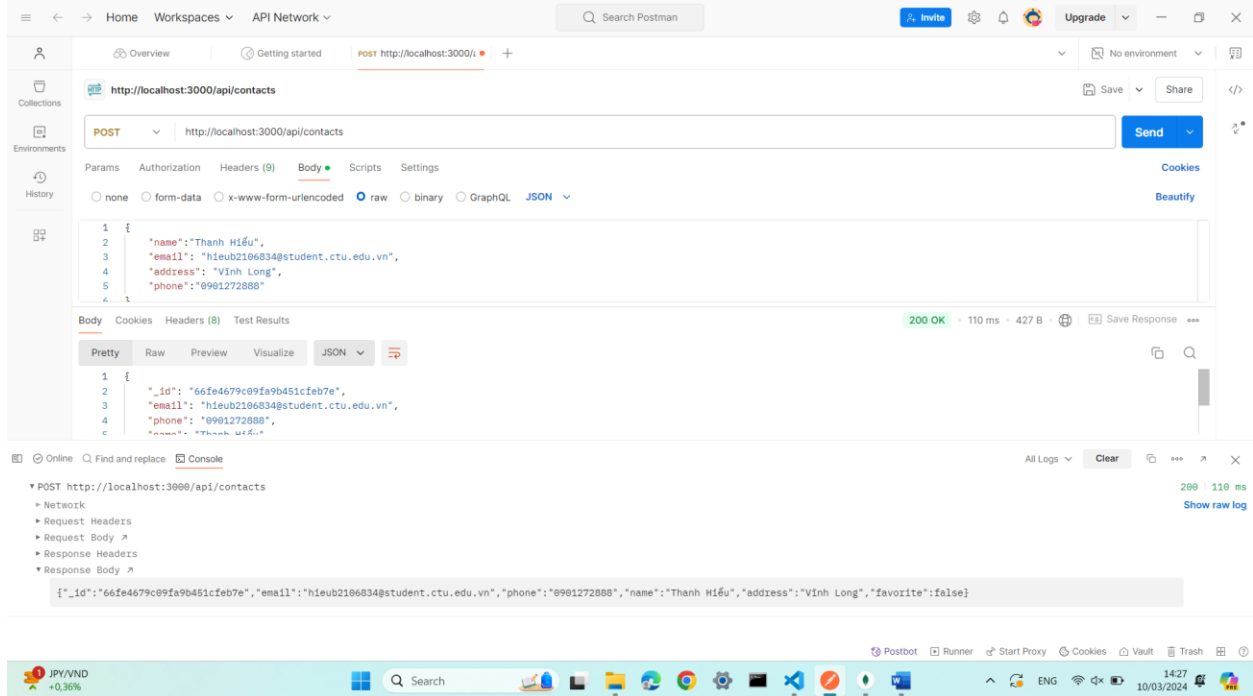 Home Workspaces API Network Search Postman Invite Upgrade
Overview Getting started POST http://localhost:3000/a No environment
HTTP http://localhost:3000/api/contacts Save Share
Collections
POST http://localhost:3000/api/contacts Send
Environments
Params Authorization Headers (9) Body Scripts Settings Cookies
History
none form-data x-www-form-urlencoded raw binary GraphQL JSON Beautify
1 {
2 "name":"Thanh Hiếu",
3 "email": "hieub2106834@student.ctu.edu.vn",
4 "address": "Vĩnh Long",
5 "phone":"0901272888"
6 }
Body Cookies Headers (8) Test Results 200 OK 110 ms 427 B e.g. Save Response
Pretty Raw Preview Visualize JSON
1 {
2 "_id": "66fe4679c09fa9b451cfeb7e",
3 "email": "hieub2106834@student.ctu.edu.vn",
4 "phone": "0901272888",
5 "name": "Thanh Hiếu"
Online Find and replace Console All Logs Clear
POST http://localhost:3000/api/contacts 200 110 ms
Network Show raw log
Request Headers
Request Body
Response Headers
Response Body
{"_id":"66fe4679c09fa9b451cfeb7e","email":"hieub2106834@student.ctu.edu.vn","phone":"0901272888","name":"Thanh Hiếu","address":"Vĩnh Long","favorite":false}
Postbot Runner Start Proxy Cookies Vault Trash
1 JPY/VND
+0,36%
Search
ENG
14:27
10/03/2024
PRE